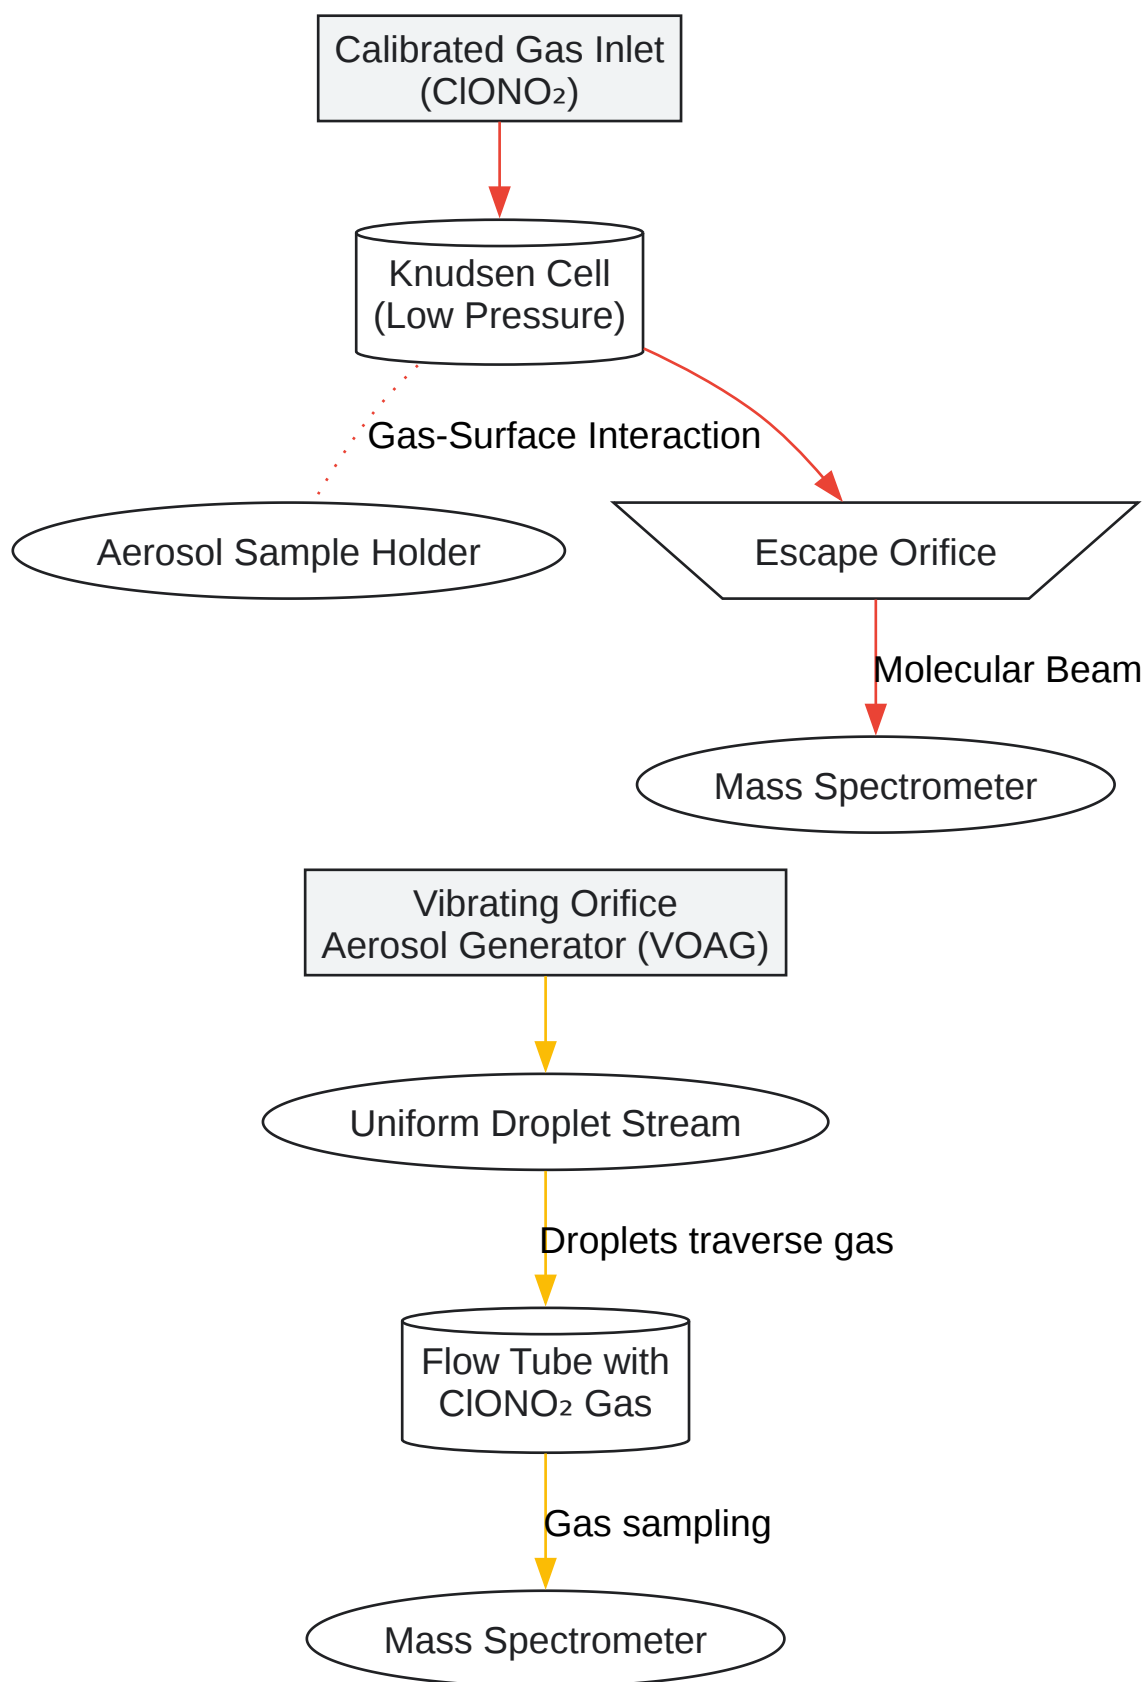 Calibrated Gas Inlet
(ClONO₂)
Knudsen Cell
(Low Pressure)
Gas-Surface Interaction
Aerosol Sample Holder
Escape Orifice
Molecular Beam
Mass Spectrometer
Vibrating Orifice
Aerosol Generator (VOAG)
Uniform Droplet Stream
Droplets traverse gas
Flow Tube with
ClONO₂ Gas
Gas sampling
Mass Spectrometer